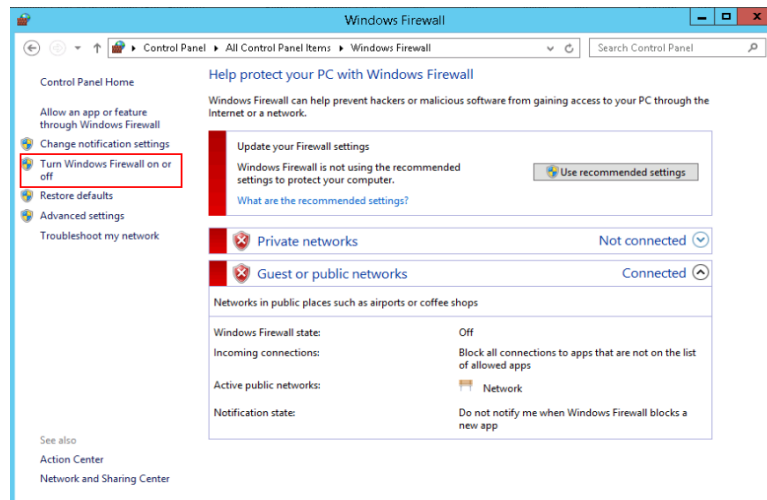 Windows Firewall
Control Panel ▸ All Control Panel Items ▸ Windows Firewall
Search Control Panel
Control Panel Home
Allow an app or feature
through Windows Firewall
Change notification settings
Turn Windows Firewall on or
off
Restore defaults
Advanced settings
Troubleshoot my network
See also
Action Center
Network and Sharing Center
Help protect your PC with Windows Firewall
Windows Firewall can help prevent hackers or malicious software from gaining access to your PC through the
Internet or a network.
Update your Firewall settings
Windows Firewall is not using the recommended
settings to protect your computer.
What are the recommended settings?
Use recommended settings
Private networks Not connected
Guest or public networks Connected
Networks in public places such as airports or coffee shops
Windows Firewall state: Off
Incoming connections: Block all connections to apps that are not on the list
of allowed apps
Active public networks: Network
Notification state: Do not notify me when Windows Firewall blocks a
new app